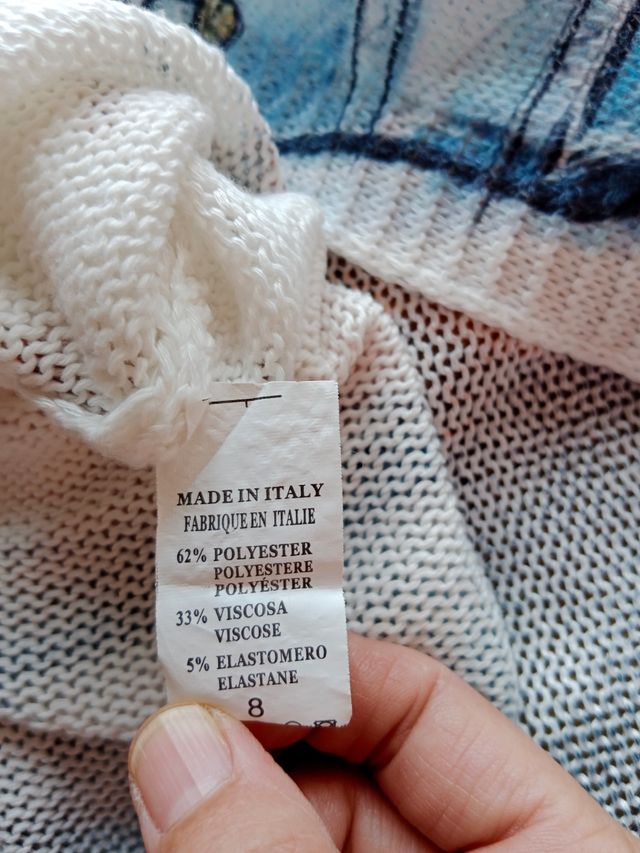 MADE IN ITALY
FABRIQUE EN ITALIE
62% POLYESTER
POLYESTERE
POLYÉSTER
33% VISCOSA
VISCOSE
5% ELASTOMERO
ELASTANE
8